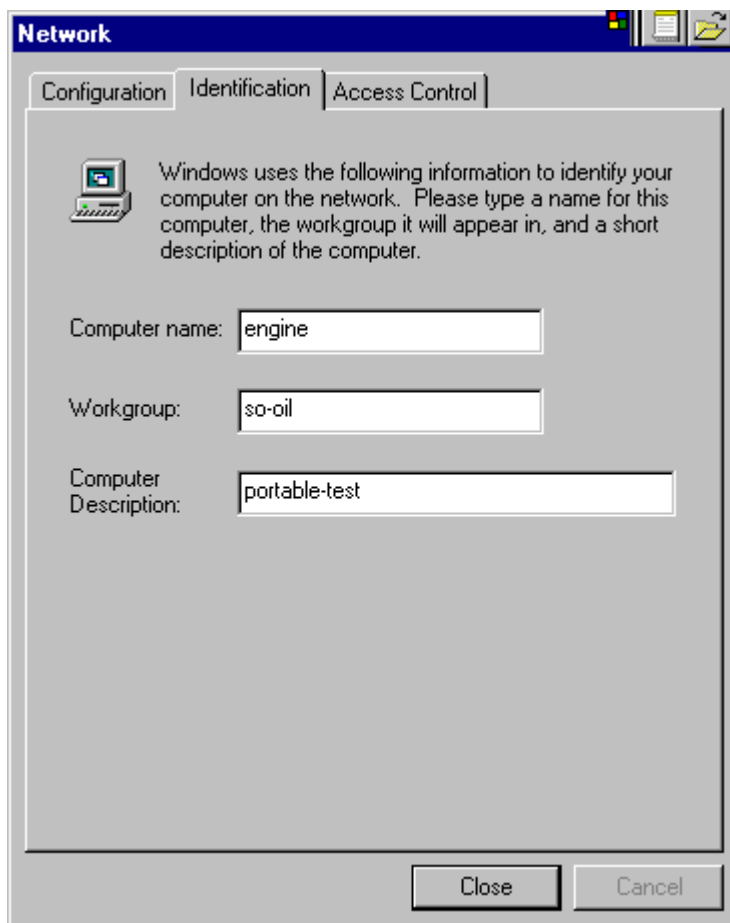 Network
Configuration Identification Access Control
Windows uses the following information to identify your
computer on the network.  Please type a name for this
computer, the workgroup it will appear in, and a short
description of the computer.
Computer name: engine
Workgroup: so-oil
Computer
Description: portable-test
Close Cancel